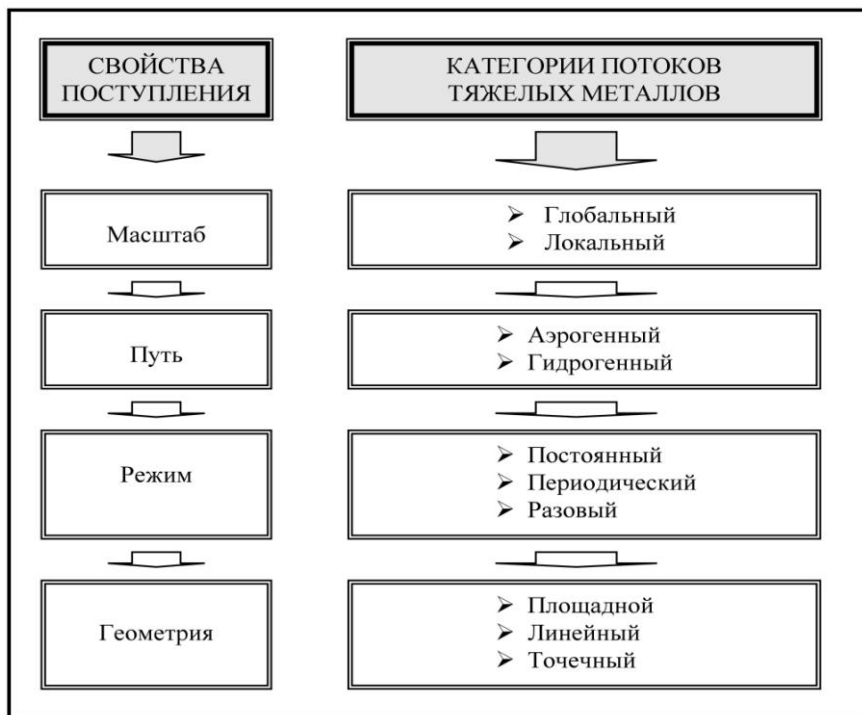 СВОЙСТВА
ПОСТУПЛЕНИЯ
КАТЕГОРИИ ПОТОКОВ
ТЯЖЕЛЫХ МЕТАЛЛОВ
Масштаб
➢ Глобальный
➢ Локальный
Путь
➢ Аэрогенный
➢ Гидрогенный
Режим
➢ Постоянный
➢ Периодический
➢ Разовый
Геометрия
➢ Площадной
➢ Линейный
➢ Точечный